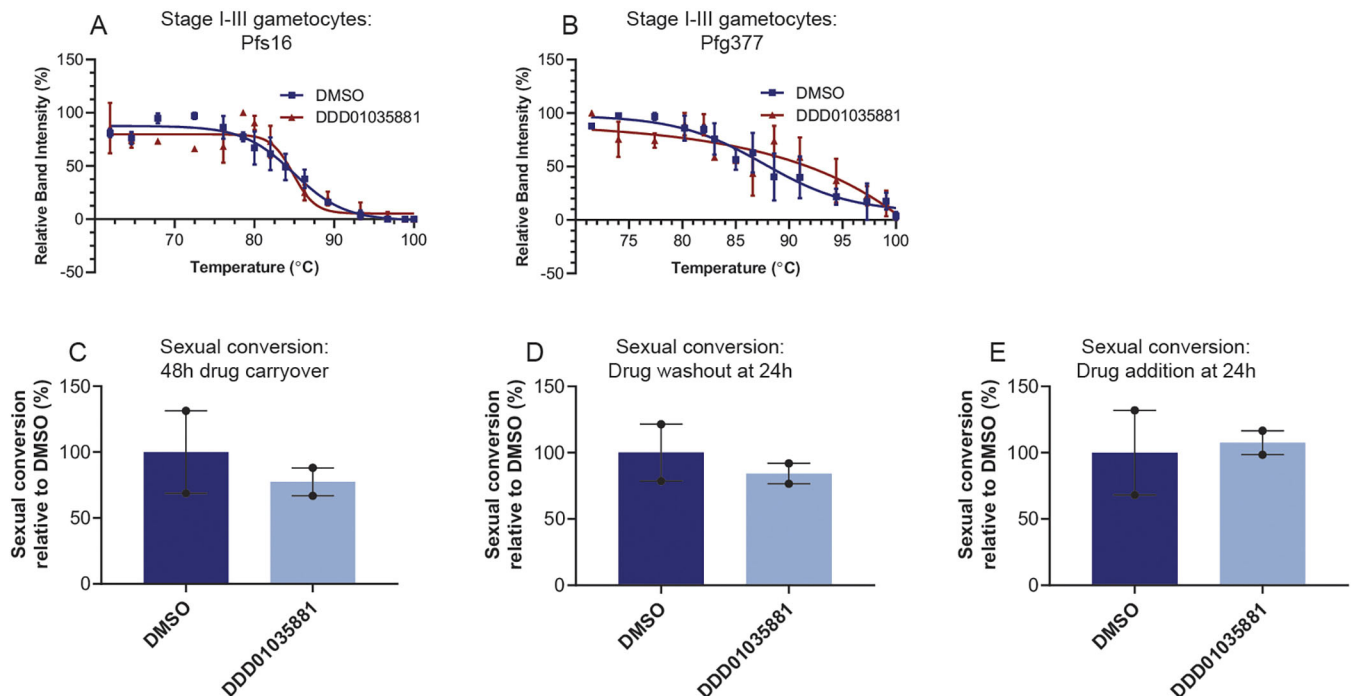 A
Stage I-III gametocytes:
Pfs16
Relative Band Intensity (%)
150
100
50
0
-50
DMSO
DDD01035881
70
80
90
100
Temperature (°C)
B
Stage I-III gametocytes:
Pfg377
Relative Band Intensity (%)
150
100
50
0
-50
DMSO
DDD01035881
75
80
85
90
95
100
Temperature (°C)
C
Sexual conversion:
48h drug carryover
Sexual conversion
relative to DMSO (%)
150
100
50
0
DMSO
DDD01035881
D
Sexual conversion:
Drug washout at 24h
Sexual conversion
relative to DMSO (%)
150
100
50
0
DMSO
DDD01035881
E
Sexual conversion:
Drug addition at 24h
Sexual conversion
relative to DMSO (%)
150
100
50
0
DMSO
DDD01035881